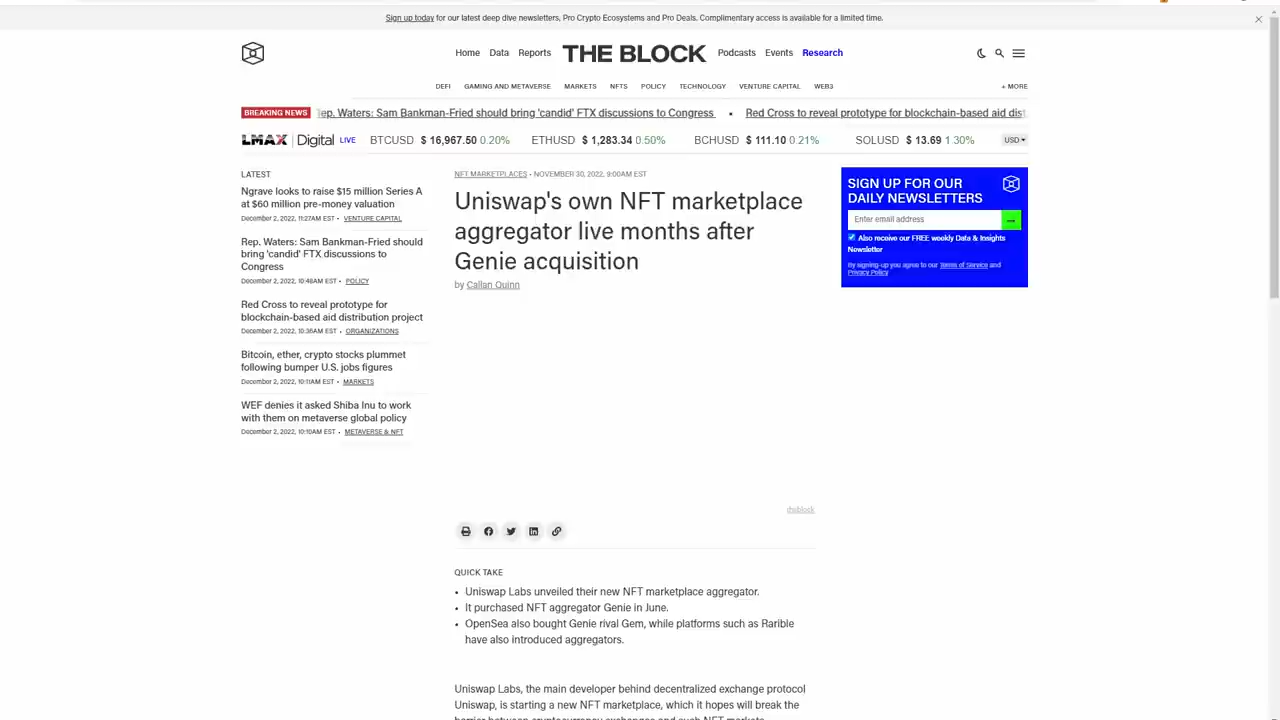 Sign up today for our latest deep dive newsletters, Pro Crypto Ecosystems and Pro Deals. Complimentary access is available for a limited time.
Home Data Reports THE BLOCK Podcasts Events Research
DEFI GAMING AND METAVERSE MARKETS NFTS POLICY TECHNOLOGY VENTURE CAPITAL WEB3 + MORE
BREAKING NEWS ep. Waters: Sam Bankman-Fried should bring 'candid' FTX discussions to Congress • Red Cross to reveal prototype for blockchain-based aid dist
LMAX Digital LIVE BTCUSD $ 16,967.50 0.20% ETHUSD $ 1,283.34 0.50% BCHUSD $ 111.10 0.21% SOLUSD $ 13.69 1.30% USD
LATEST
Ngrave looks to raise $15 million Series A
at $60 million pre-money valuation
December 2, 2022, 11:27AM EST • VENTURE CAPITAL
Rep. Waters: Sam Bankman-Fried should
bring 'candid' FTX discussions to
Congress
December 2, 2022, 10:48AM EST • POLICY
Red Cross to reveal prototype for
blockchain-based aid distribution project
December 2, 2022, 10:36AM EST • ORGANIZATIONS
Bitcoin, ether, crypto stocks plummet
following bumper U.S. jobs figures
December 2, 2022, 10:11AM EST • MARKETS
WEF denies it asked Shiba Inu to work
with them on metaverse global policy
December 2, 2022, 10:10AM EST • METAVERSE & NFT
NFT MARKETPLACES • NOVEMBER 30, 2022, 9:00AM EST
Uniswap's own NFT marketplace
aggregator live months after
Genie acquisition
by Callan Quinn
theblock
QUICK TAKE
• Uniswap Labs unveiled their new NFT marketplace aggregator.
• It purchased NFT aggregator Genie in June.
• OpenSea also bought Genie rival Gem, while platforms such as Rarible
have also introduced aggregators.
Uniswap Labs, the main developer behind decentralized exchange protocol
Uniswap, is starting a new NFT marketplace, which it hopes will break the
barrier between cryptocurrency exchanges and such NFT markets.
SIGN UP FOR OUR
DAILY NEWSLETTERS
Enter email address
Also receive our FREE weekly Data & Insights
Newsletter
By signing-up you agree to our Terms of Service and
Privacy Policy